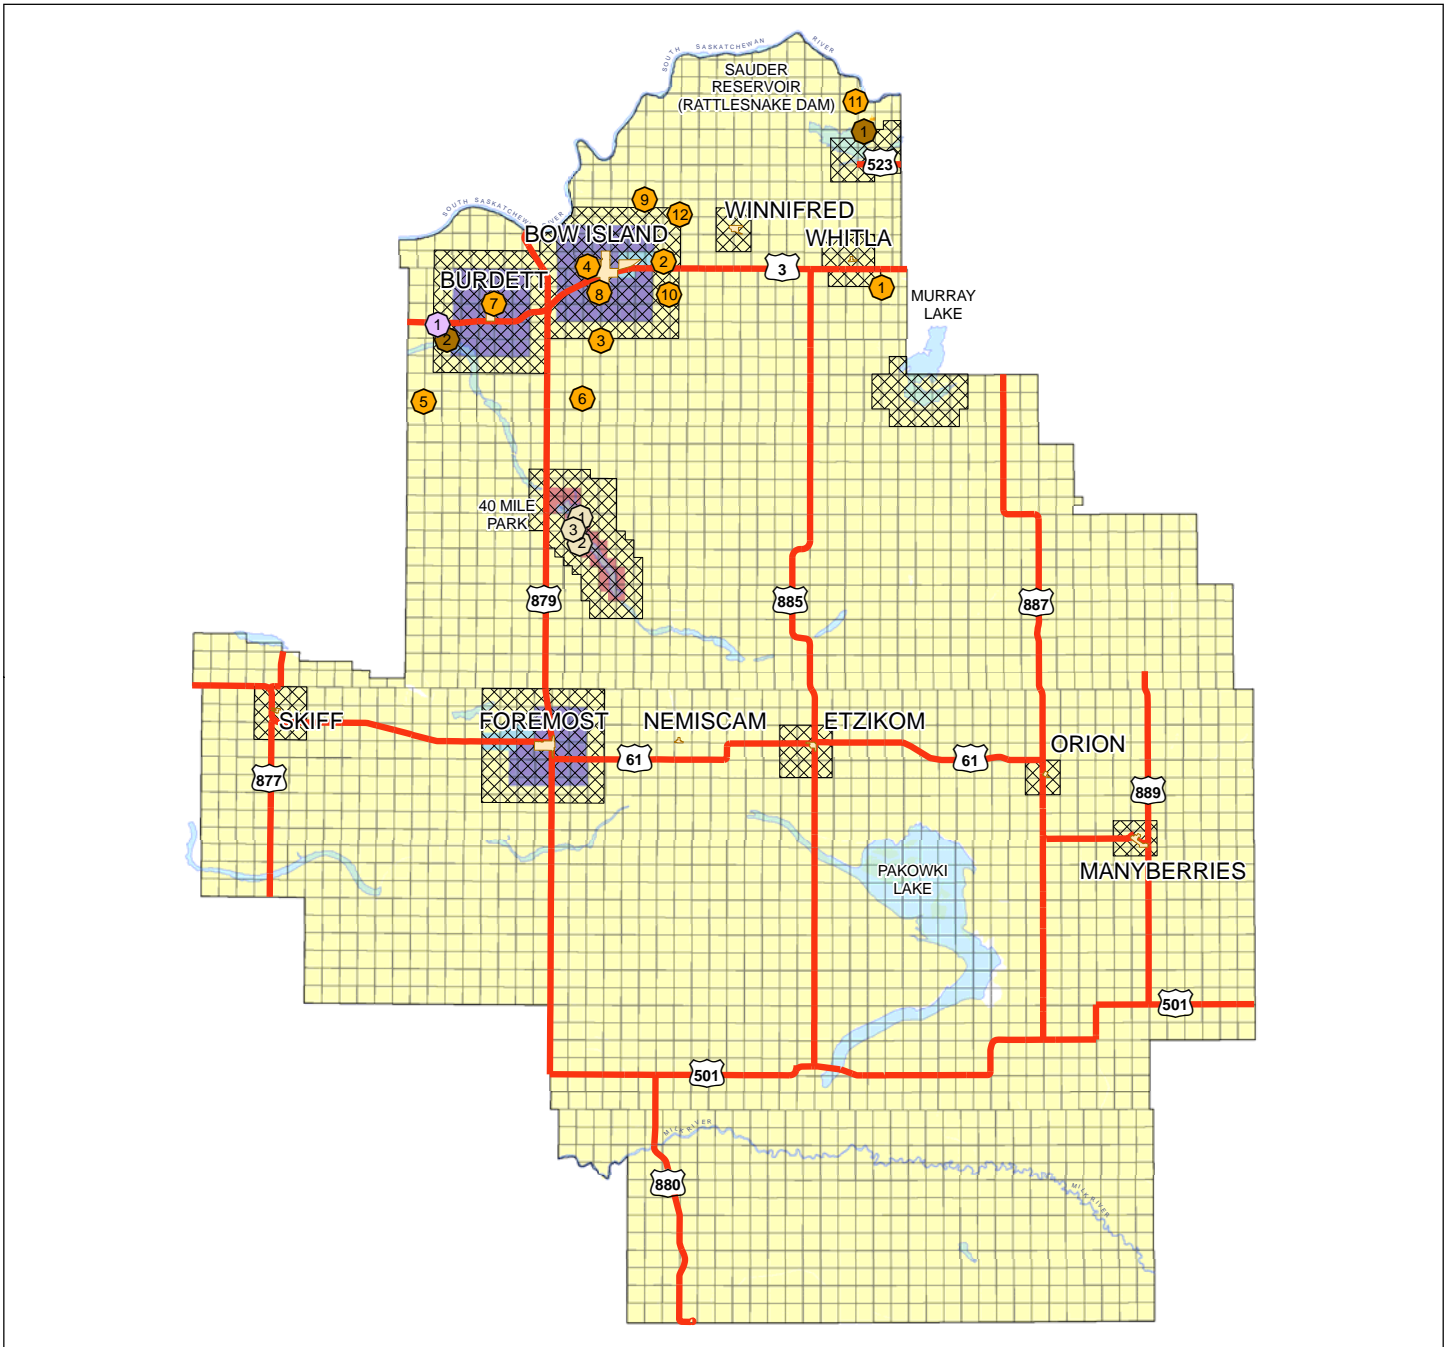 SOUTH SASKATCHEWAN RIVER
SAUDER
RESERVOIR
(RATTLESNAKE DAM)
11
1
523
SOUTH SASKATCHEWAN RIVER
9
12
WINNIFRED
BOW ISLAND
WHITLA
4
2
3
BURDETT
8
10
1
7
MURRAY
LAKE
1
2
3
5
6
40 MILE
PARK
1
3
2
879
885
887
SKIFF
FOREMOST
NEMISCAM
ETZIKOM
ORION
61
61
877
889
PAKOWKI
LAKE
MANYBERRIES
501
501
MILK RIVER
880
MILK RIVER